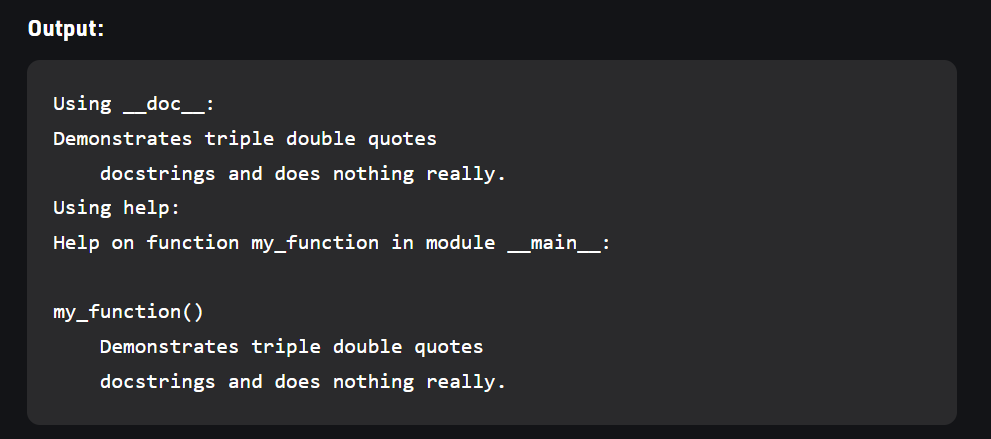 Output:
Using __doc__:
Demonstrates triple double quotes
    docstrings and does nothing really.
Using help:
Help on function my_function in module __main__:

my_function()
    Demonstrates triple double quotes
    docstrings and does nothing really.